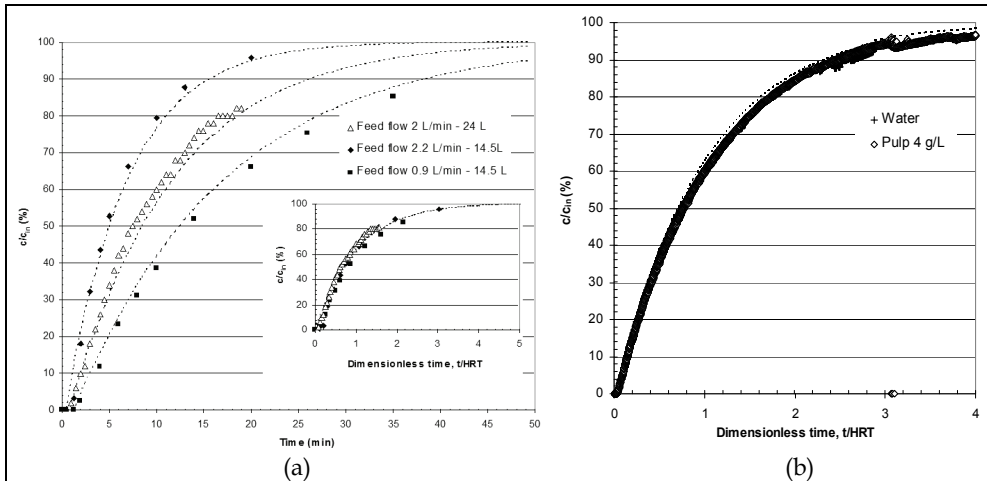 100
90
80
70
60
50
40
30
20
10
0
c/cin (%)
Feed flow 2 L/min - 24 L
Feed flow 2.2 L/min - 14.5L
Feed flow 0.9 L/min - 14.5 L
100
80
60
40
20
0
c/cin (%)
0 1 2 3 4 5
Dimensionless time, t/HRT
0 5 10 15 20 25 30 35 40 45 50
Time (min)
(a)
100
90
80
70
60
50
40
30
20
10
0
c/cin (%)
Water
Pulp 4 g/L
0 1 2 3 4
Dimensionless time, t/HRT
(b)